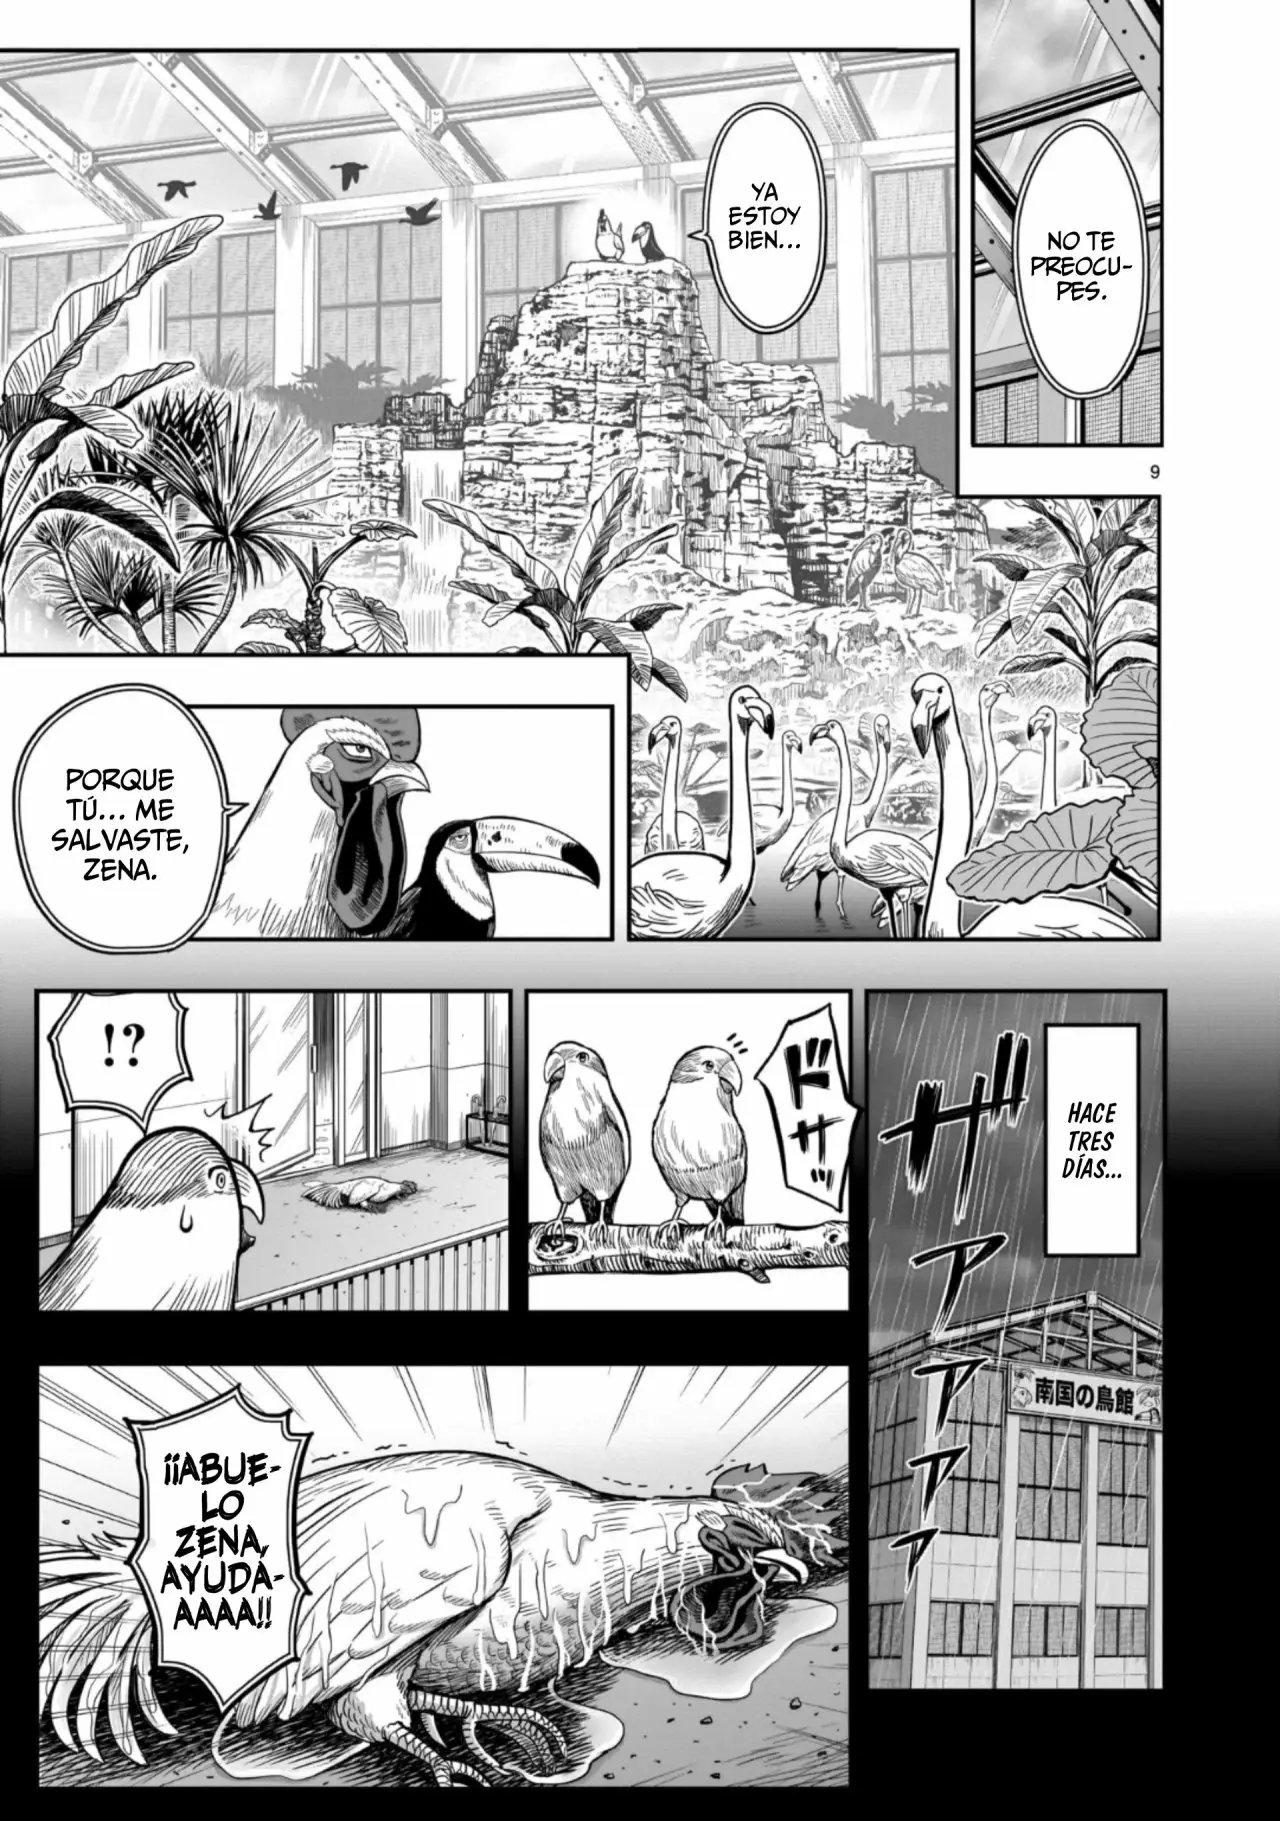 NO TE
PREOCU-
PES.
YA
ESTOY
BIEN...
9
PORQUE
TÚ... ME
SALVASTE,
ZENA.
HACE
TRES
DÍAS...
ザアアアア
南国の鳥館
ドサッ
!?
¡¡ABUE-
LO
ZENA,
AYUDA-
AAAA!!